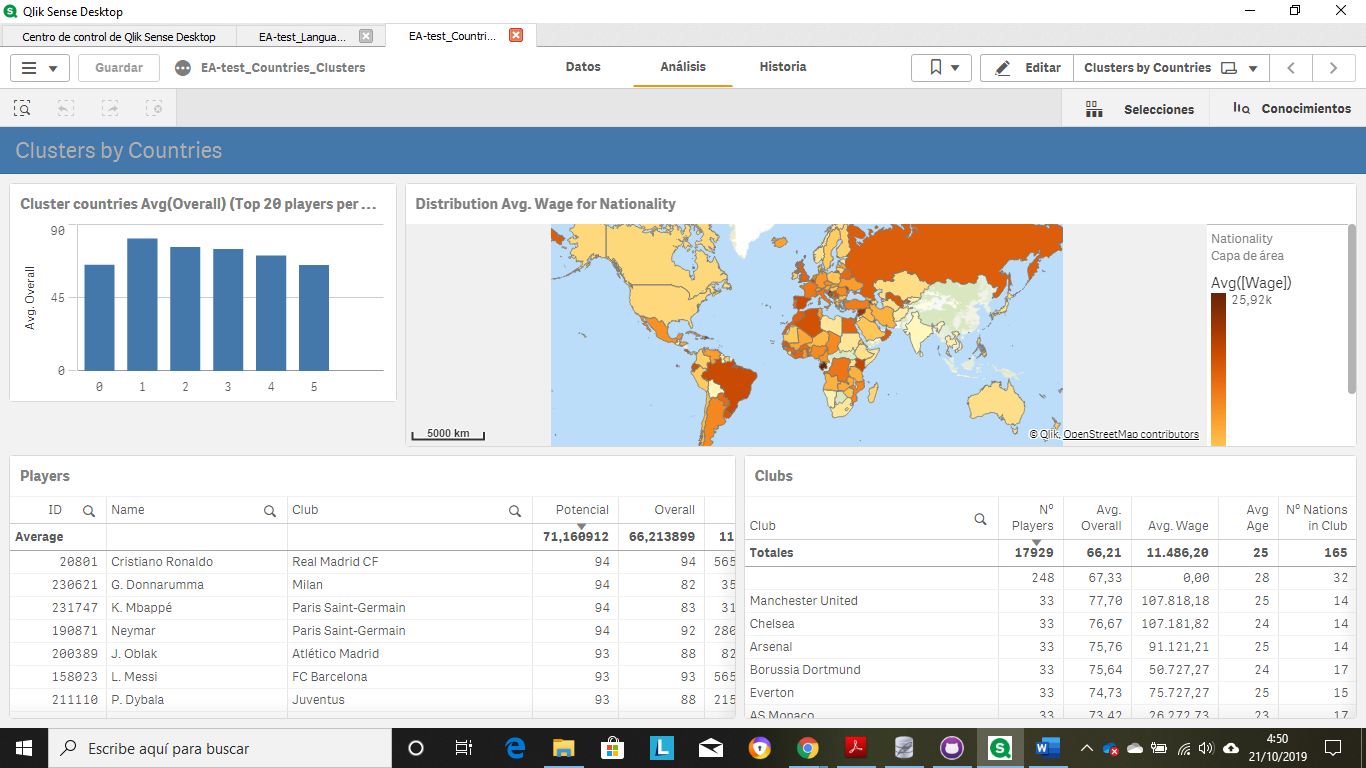 Qlik Sense Desktop
Centro de control de Qlik Sense Desktop
EA-test_Langua...
EA-test_Countri...
Guardar
EA-test_Countries_Clusters
Datos
Análisis
Historia
Editar
Clusters by Countries
Selecciones
Conocimientos
Clusters by Countries
Cluster countries Avg(Overall) (Top 20 players per ...
Avg. Overall
90
45
0
0 1 2 3 4 5
Distribution Avg. Wage for Nationality
5000 km
© Qlik, OpenStreetMap contributors
Nationality
Capa de área
Avg([Wage])
25,92k
Players
ID Name Club Potencial Overall
Average 71,160912 66,213899 11
20801 Cristiano Ronaldo Real Madrid CF 94 94 565
230621 G. Donnarumma Milan 94 82 35
231747 K. Mbappé Paris Saint-Germain 94 83 31
190871 Neymar Paris Saint-Germain 94 92 280
200389 J. Oblak Atlético Madrid 93 88 82
158023 L. Messi FC Barcelona 93 93 565
211110 P. Dybala Juventus 93 88 215
Clubs
Club Nº Players Avg. Overall Avg. Wage Avg Age Nº Nations in Club
Totales 17929 66,21 11.486,20 25 165
248 67,33 0,00 28 32
Manchester United 33 77,70 107.818,18 25 14
Chelsea 33 76,67 107.181,82 24 14
Arsenal 33 75,76 91.121,21 25 14
Borussia Dortmund 33 75,64 50.727,27 24 17
Everton 33 74,73 75.727,27 25 15
AS Monaco 33 73,42 26.272,73 23 17
Escribe aquí para buscar
4:50
21/10/2019